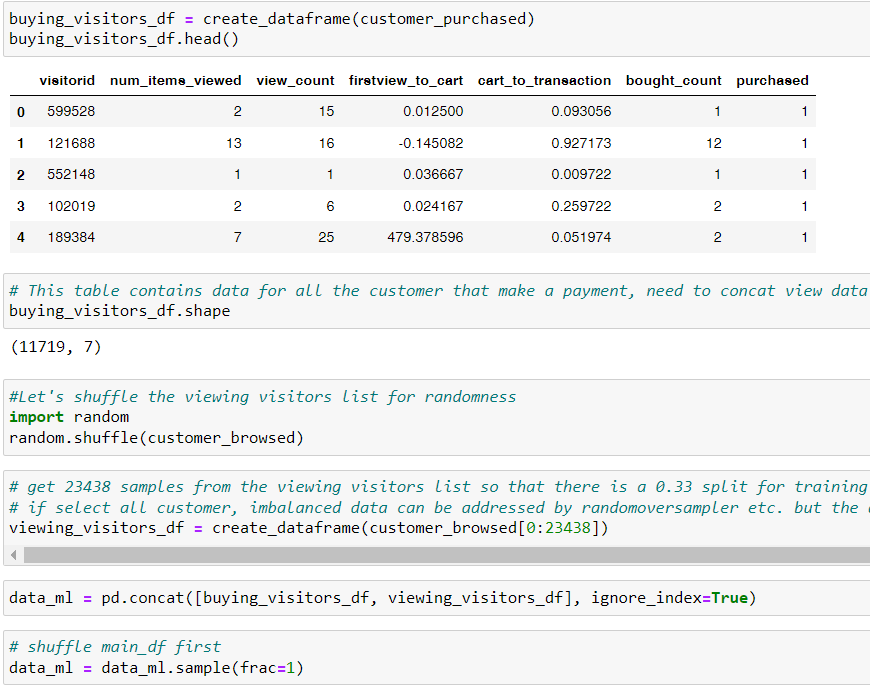 buying_visitors_df = create_dataframe(customer_purchased)
buying_visitors_df.head()
visitorid num_items_viewed view_count firstview_to_cart cart_to_transaction bought_count purchased
0 599528 2 15 0.012500 0.093056 1 1
1 121688 13 16 -0.145082 0.927173 12 1
2 552148 1 1 0.036667 0.009722 1 1
3 102019 2 6 0.024167 0.259722 2 1
4 189384 7 25 479.378596 0.051974 2 1
# This table contains data for all the customer that make a payment, need to concat view data
buying_visitors_df.shape
(11719, 7)
#Let's shuffle the viewing visitors list for randomness
import random
random.shuffle(customer_browsed)
# get 23438 samples from the viewing visitors list so that there is a 0.33 split for training
# if select all customer, imbalanced data can be addressed by randomoversampler etc. but the
viewing_visitors_df = create_dataframe(customer_browsed[0:23438])
data_ml = pd.concat([buying_visitors_df, viewing_visitors_df], ignore_index=True)
# shuffle main_df first
data_ml = data_ml.sample(frac=1)